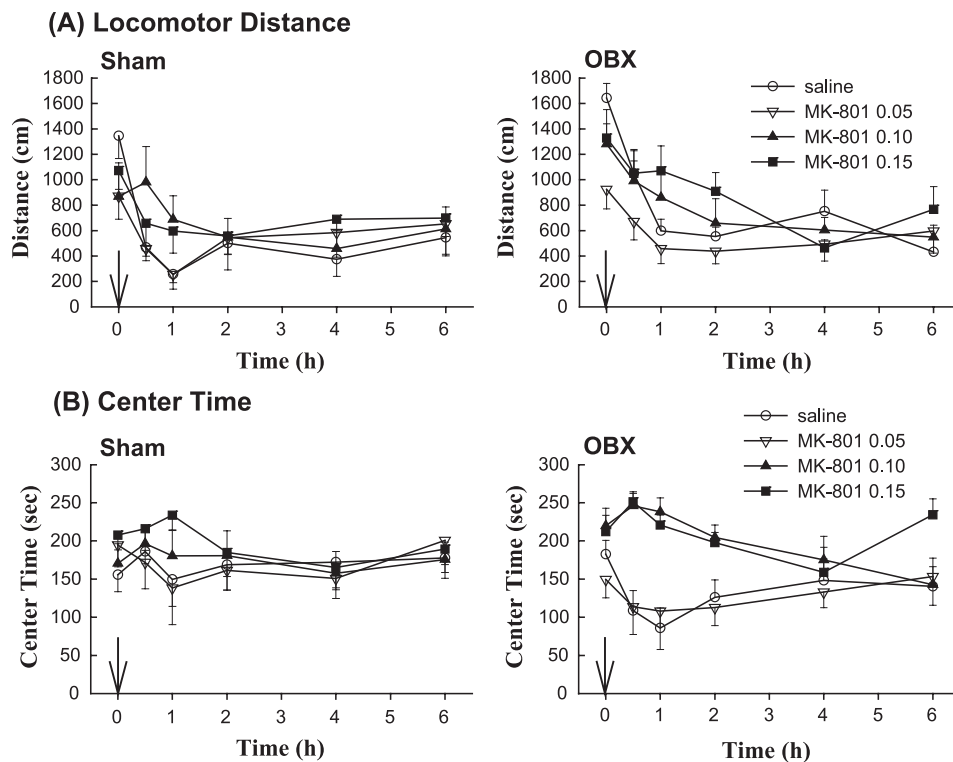 (A) Locomotor Distance
Sham
OBX
saline
MK-801 0.05
MK-801 0.10
MK-801 0.15
Distance (cm)
1800
1600
1400
1200
1000
800
600
400
200
0
0 1 2 3 4 5 6
Time (h)
Distance (cm)
1800
1600
1400
1200
1000
800
600
400
200
0
0 1 2 3 4 5 6
Time (h)
(B) Center Time
Sham
OBX
saline
MK-801 0.05
MK-801 0.10
MK-801 0.15
Center Time (sec)
300
250
200
150
100
50
0
0 1 2 3 4 5 6
Time (h)
Center Time (sec)
300
250
200
150
100
50
0
0 1 2 3 4 5 6
Time (h)